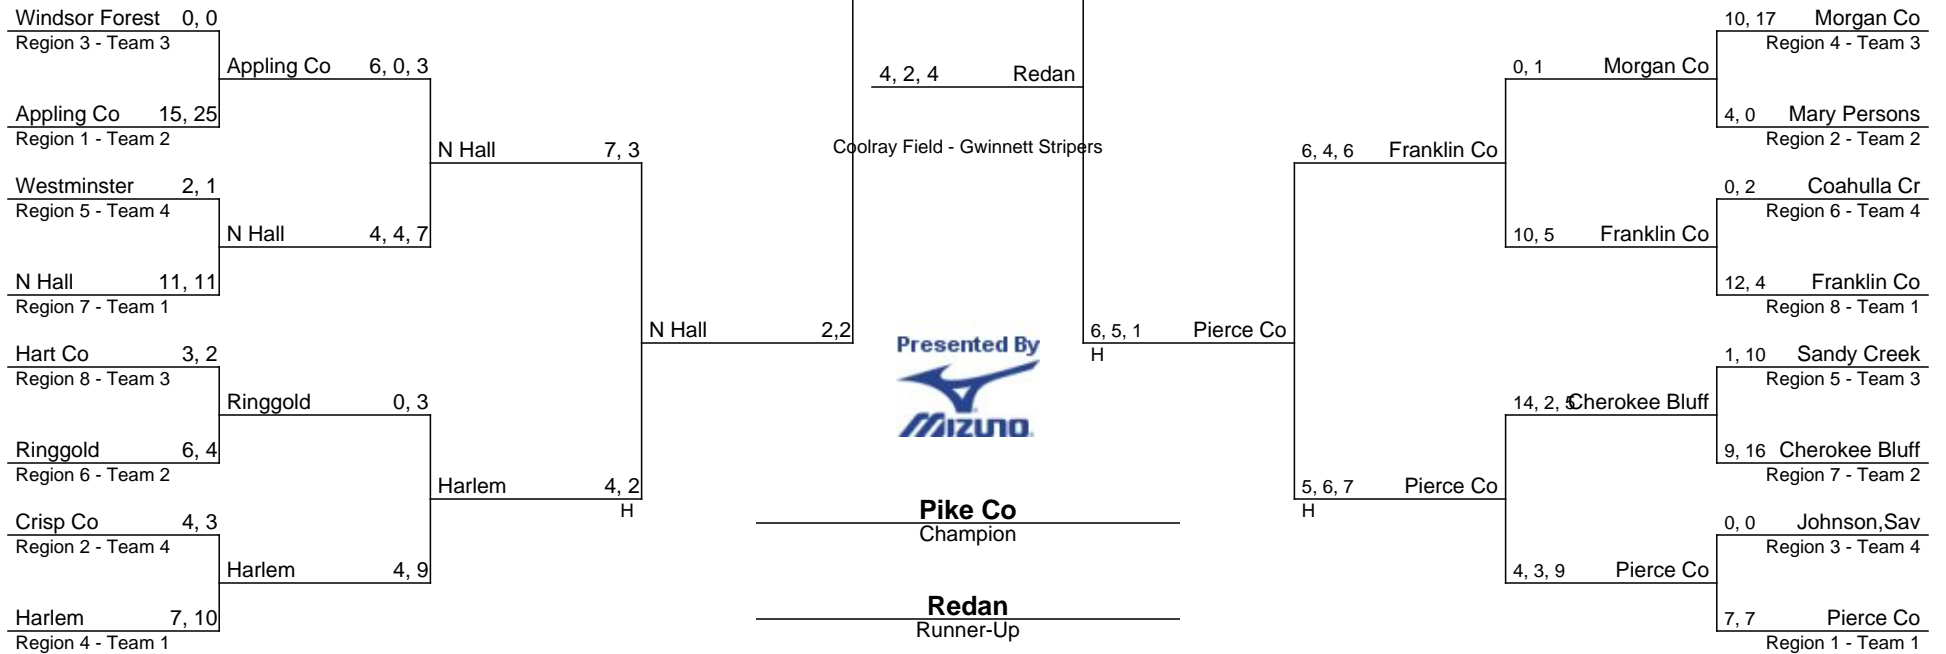 Windsor Forest 0, 0
Region 3 - Team 3
Appling Co 6, 0, 3
Appling Co 15, 25
Region 1 - Team 2
N Hall 7, 3
Westminster 2, 1
Region 5 - Team 4
N Hall 4, 4, 7
N Hall 11, 11
Region 7 - Team 1
N Hall 2,2
Hart Co 3, 2
Region 8 - Team 3
Ringgold 0, 3
Ringgold 6, 4
Region 6 - Team 2
Harlem 4, 2
H
Crisp Co 4, 3
Region 2 - Team 4
Harlem 4, 9
Harlem 7, 10
Region 4 - Team 1
4, 2, 4 Redan
Coolray Field - Gwinnett Stripers
Presented By
MIZUNO
Pike Co
Champion
Redan
Runner-Up
6, 5, 1 Pierce Co
H
6, 4, 6 Franklin Co
5, 6, 7 Pierce Co
H
0, 1 Morgan Co
10, 5 Franklin Co
14, 2, 5 Cherokee Bluff
4, 3, 9 Pierce Co
10, 17 Morgan Co
Region 4 - Team 3
4, 0 Mary Persons
Region 2 - Team 2
0, 2 Coahulla Cr
Region 6 - Team 4
12, 4 Franklin Co
Region 8 - Team 1
1, 10 Sandy Creek
Region 5 - Team 3
9, 16 Cherokee Bluff
Region 7 - Team 2
0, 0 Johnson,Sav
Region 3 - Team 4
7, 7 Pierce Co
Region 1 - Team 1